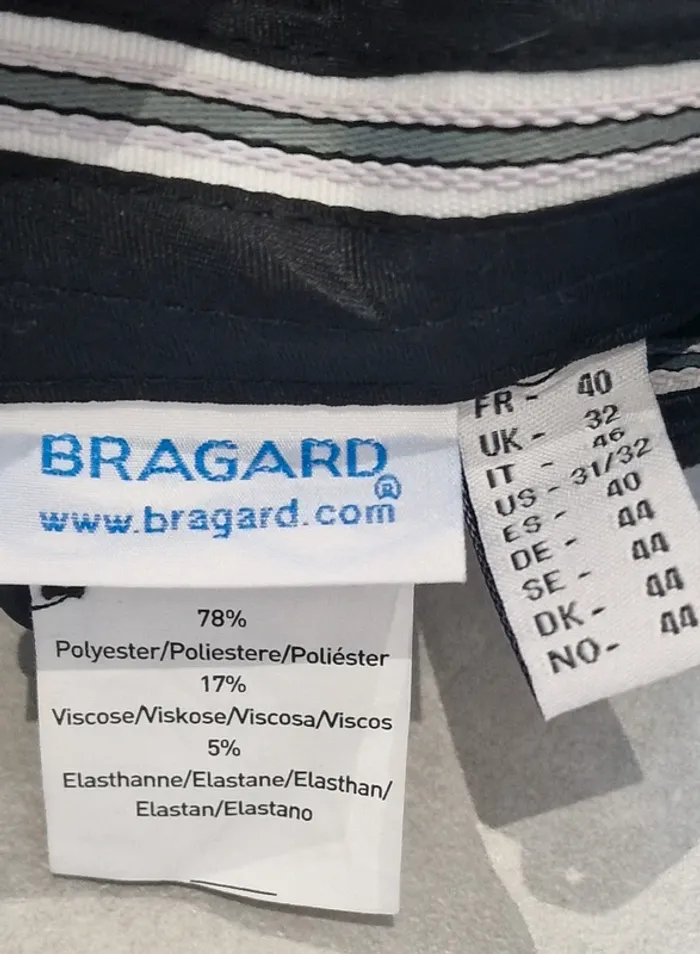 BRAGARD®
www.bragard.com
78%
Polyester/Poliestere/Poliéster
17%
Viscose/Viskose/Viscosa/Viscos
5%
Elasthanne/Elastane/Elasthan/
Elastan/Elastano
FR - 40
UK - 32
IT - 46
US - 31/32
ES - 40
DE - 44
SE - 44
DK - 44
NO- 44